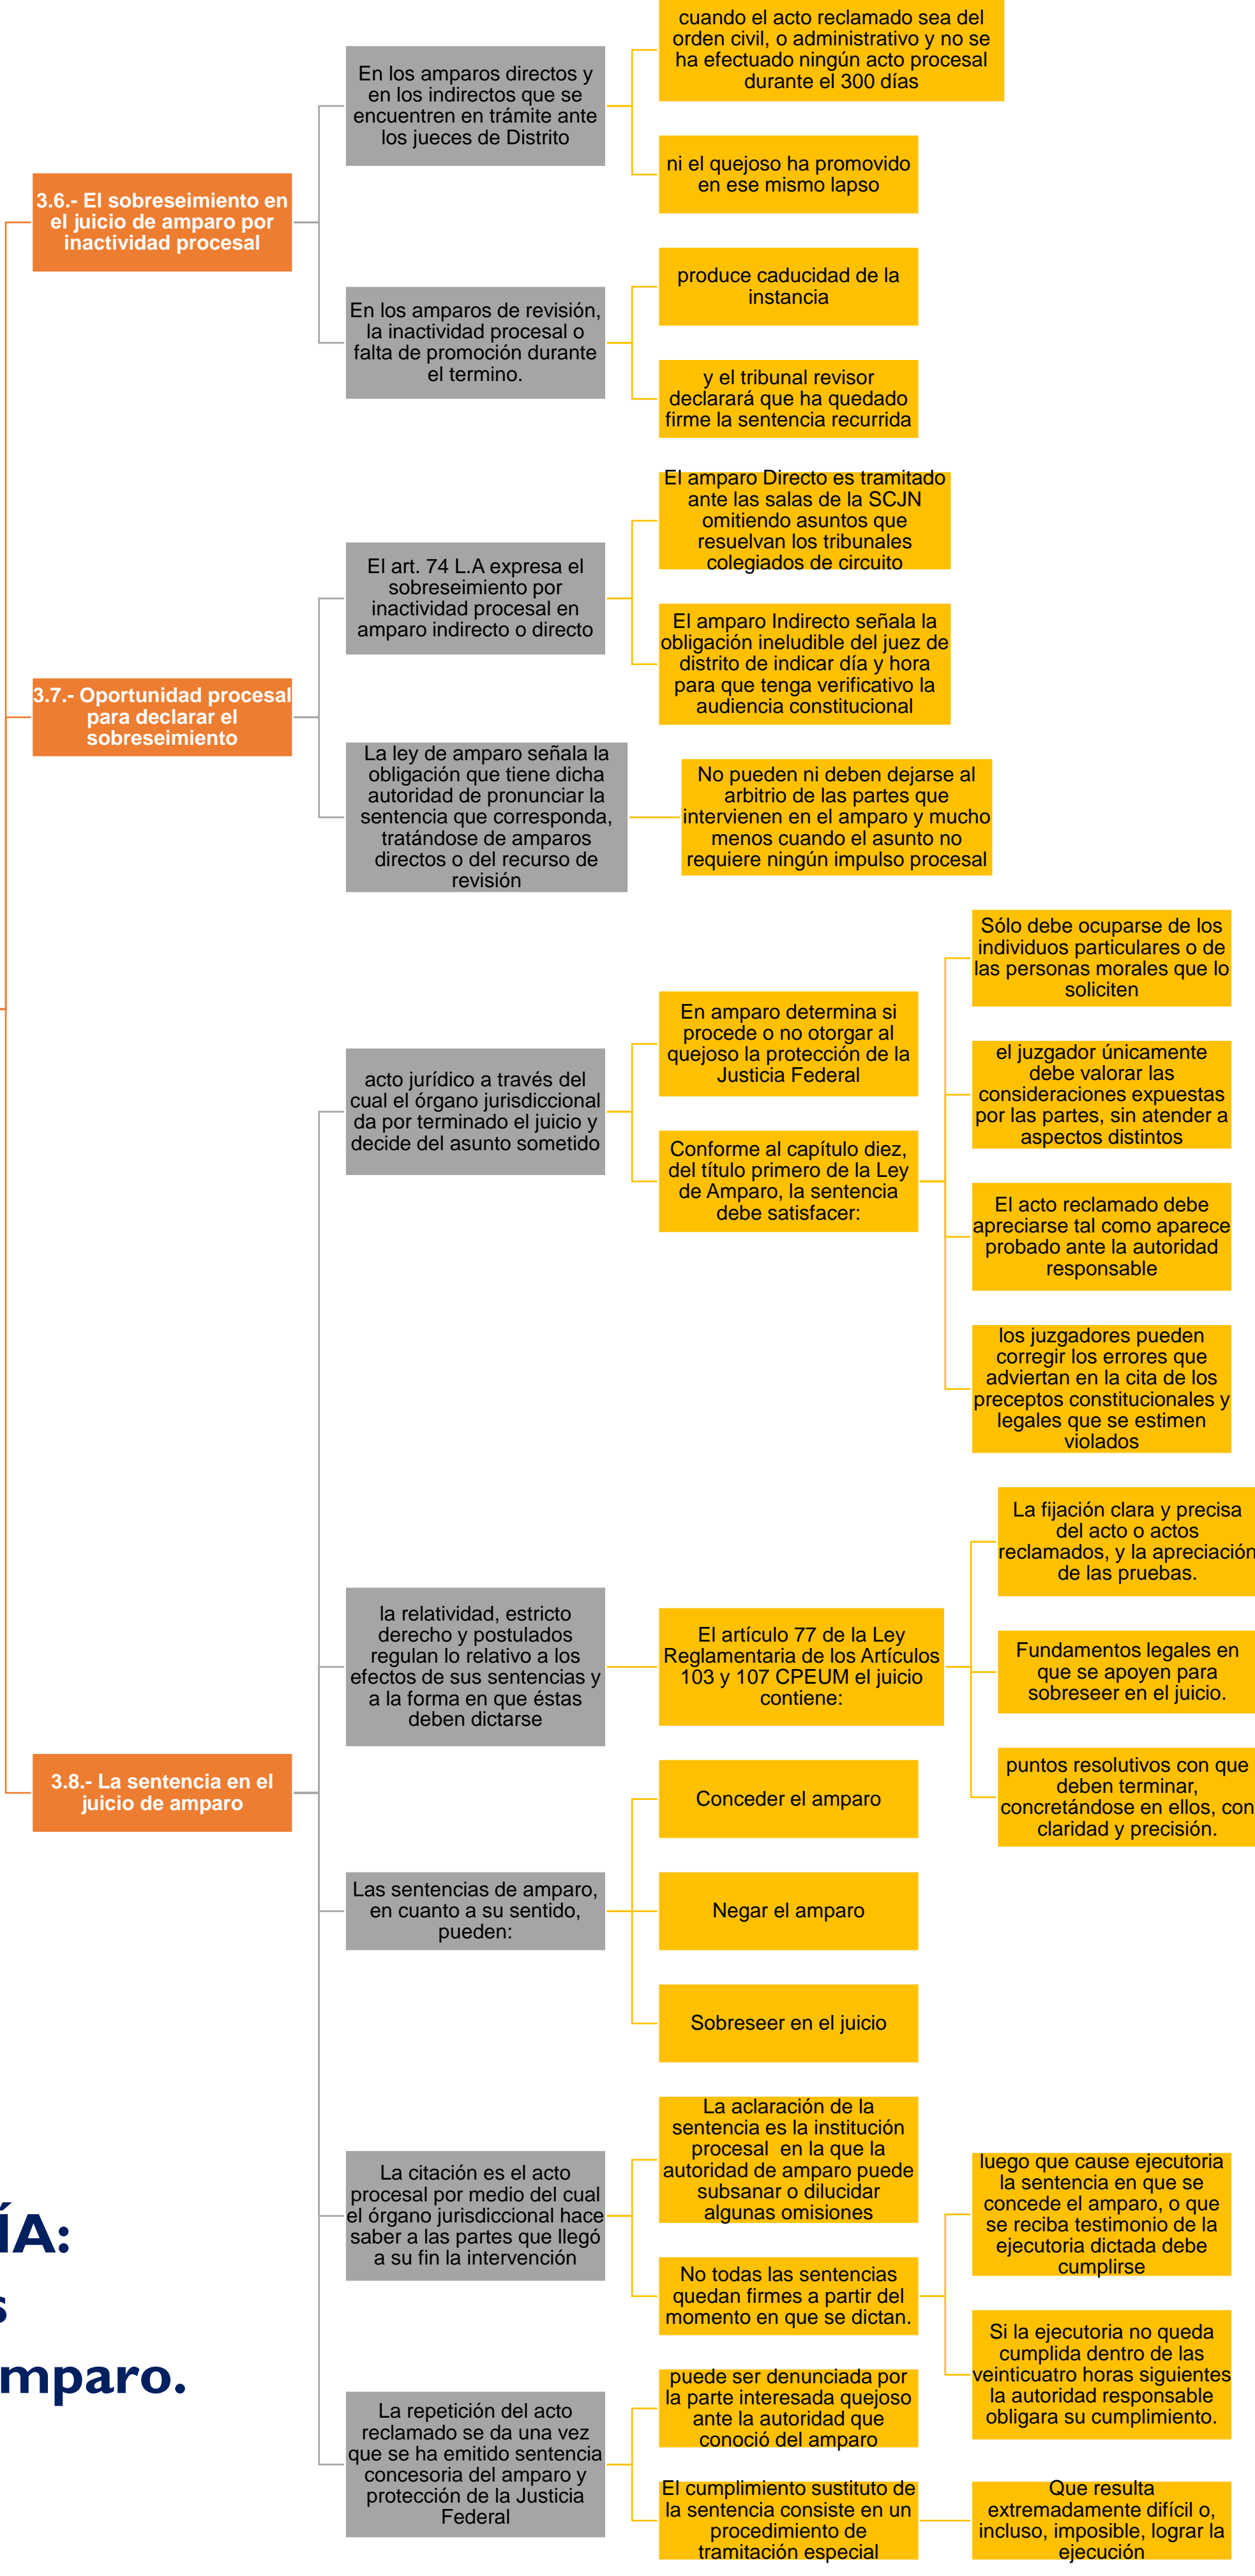 3.6.- El sobreseimiento en
el juicio de amparo por
inactividad procesal
En los amparos directos y
en los indirectos que se
encuentren en trámite ante
los jueces de Distrito
cuando el acto reclamado sea del
orden civil, o administrativo y no se
ha efectuado ningún acto procesal
durante el 300 días
ni el quejoso ha promovido
en ese mismo lapso
En los amparos de revisión,
la inactividad procesal o
falta de promoción durante
el termino.
produce caducidad de la
instancia
y el tribunal revisor
declarará que ha quedado
firme la sentencia recurrida
3.7.- Oportunidad procesal
para declarar el
sobreseimiento
El art. 74 L.A expresa el
sobreseimiento por
inactividad procesal en
amparo indirecto o directo
El amparo Directo es tramitado
ante las salas de la SCJN
omitiendo asuntos que
resuelvan los tribunales
colegiados de circuito
El amparo Indirecto señala la
obligación ineludible del juez de
distrito de indicar día y hora
para que tenga verificativo la
audiencia constitucional
La ley de amparo señala la
obligación que tiene dicha
autoridad de pronunciar la
sentencia que corresponda,
tratándose de amparos
directos o del recurso de
revisión
No pueden ni deben dejarse al
arbitrio de las partes que
intervienen en el amparo y mucho
menos cuando el asunto no
requiere ningún impulso procesal
3.8.- La sentencia en el
juicio de amparo
acto jurídico a través del
cual el órgano jurisdiccional
da por terminado el juicio y
decide del asunto sometido
En amparo determina si
procede o no otorgar al
quejoso la protección de la
Justicia Federal
Conforme al capítulo diez,
del título primero de la Ley
de Amparo, la sentencia
debe satisfacer:
Sólo debe ocuparse de los
individuos particulares o de
las personas morales que lo
soliciten
el juzgador únicamente
debe valorar las
consideraciones expuestas
por las partes, sin atender a
aspectos distintos
El acto reclamado debe
apreciarse tal como aparece
probado ante la autoridad
responsable
los juzgadores pueden
corregir los errores que
adviertan en la cita de los
preceptos constitucionales y
legales que se estimen
violados
la relatividad, estricto
derecho y postulados
regulan lo relativo a los
efectos de sus sentencias y
a la forma en que éstas
deben dictarse
El artículo 77 de la Ley
Reglamentaria de los Artículos
103 y 107 CPEUM el juicio
contiene:
La fijación clara y precisa
del acto o actos
reclamados, y la apreciación
de las pruebas.
Fundamentos legales en
que se apoyen para
sobreseer en el juicio.
puntos resolutivos con que
deben terminar,
concretándose en ellos, con
claridad y precisión.
Las sentencias de amparo,
en cuanto a su sentido,
pueden:
Conceder el amparo
Negar el amparo
Sobreseer en el juicio
La citación es el acto
procesal por medio del cual
el órgano jurisdiccional hace
saber a las partes que llegó
a su fin la intervención
La aclaración de la
sentencia es la institución
procesal  en la que la
autoridad de amparo puede
subsanar o dilucidar
algunas omisiones
No todas las sentencias
quedan firmes a partir del
momento en que se dictan.
luego que cause ejecutoria
la sentencia en que se
concede el amparo, o que
se reciba testimonio de la
ejecutoria dictada debe
cumplirse
Si la ejecutoria no queda
cumplida dentro de las
veinticuatro horas siguientes
la autoridad responsable
obligara su cumplimiento.
La repetición del acto
reclamado se da una vez
que se ha emitido sentencia
concesoria del amparo y
protección de la Justicia
Federal
puede ser denunciada por
la parte interesada quejoso
ante la autoridad que
conoció del amparo
El cumplimiento sustituto de
la sentencia consiste en un
procedimiento de
tramitación especial
Que resulta
extremadamente difícil o,
incluso, imposible, lograr la
ejecución
ÍA:
s
mparo.